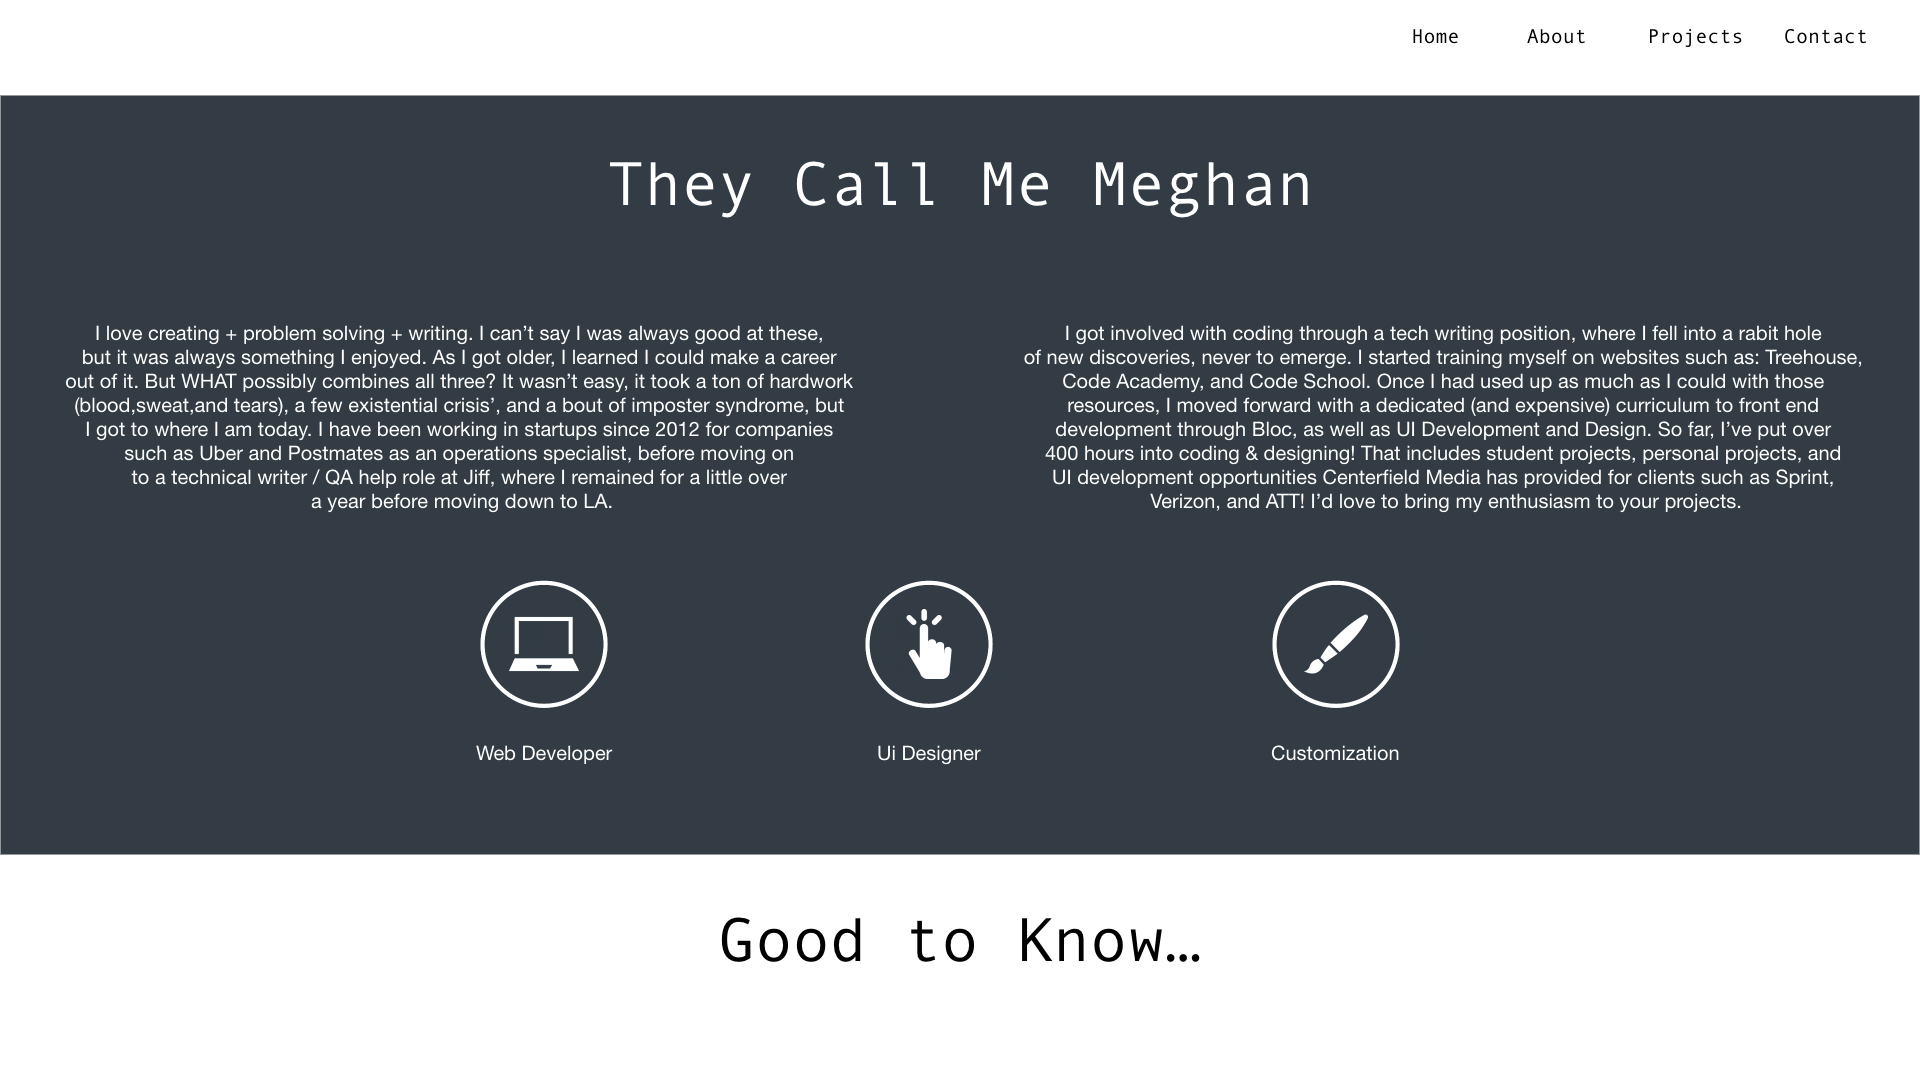 Home About Projects Contact
They Call Me Meghan
I love creating + problem solving + writing. I can’t say I was always good at these,
but it was always something I enjoyed. As I got older, I learned I could make a career
out of it. But WHAT possibly combines all three? It wasn’t easy, it took a ton of hardwork
(blood,sweat,and tears), a few existential crisis’, and a bout of imposter syndrome, but
I got to where I am today. I have been working in startups since 2012 for companies
such as Uber and Postmates as an operations specialist, before moving on
to a technical writer / QA help role at Jiff, where I remained for a little over
a year before moving down to LA.
I got involved with coding through a tech writing position, where I fell into a rabit hole
of new discoveries, never to emerge. I started training myself on websites such as: Treehouse,
Code Academy, and Code School. Once I had used up as much as I could with those
resources, I moved forward with a dedicated (and expensive) curriculum to front end
development through Bloc, as well as UI Development and Design. So far, I’ve put over
400 hours into coding & designing! That includes student projects, personal projects, and
UI development opportunities Centerfield Media has provided for clients such as Sprint,
Verizon, and ATT! I’d love to bring my enthusiasm to your projects.
Web Developer
Ui Designer
Customization
Good to Know…